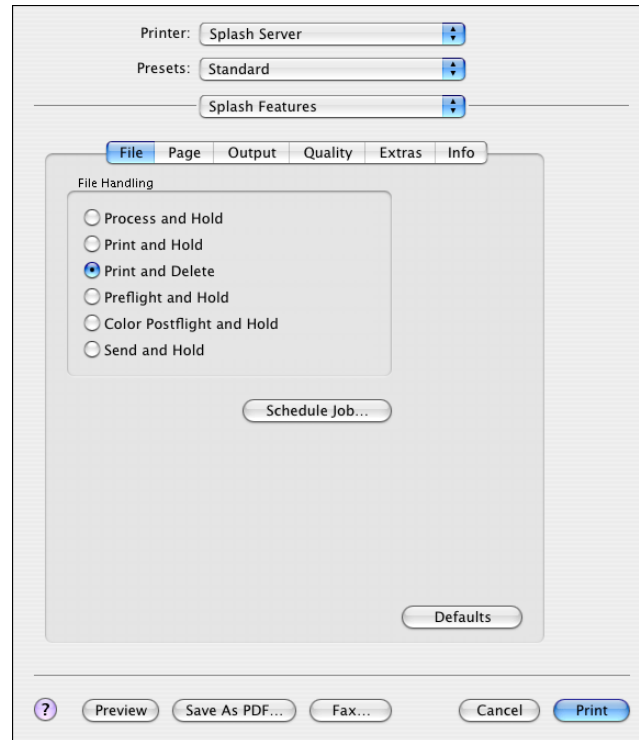 Printer: Splash Server
Presets: Standard
Splash Features
File Page Output Quality Extras Info
File Handling
Process and Hold
Print and Hold
Print and Delete
Preflight and Hold
Color Postflight and Hold
Send and Hold
Schedule Job...
Defaults
? Preview Save As PDF... Fax... Cancel Print